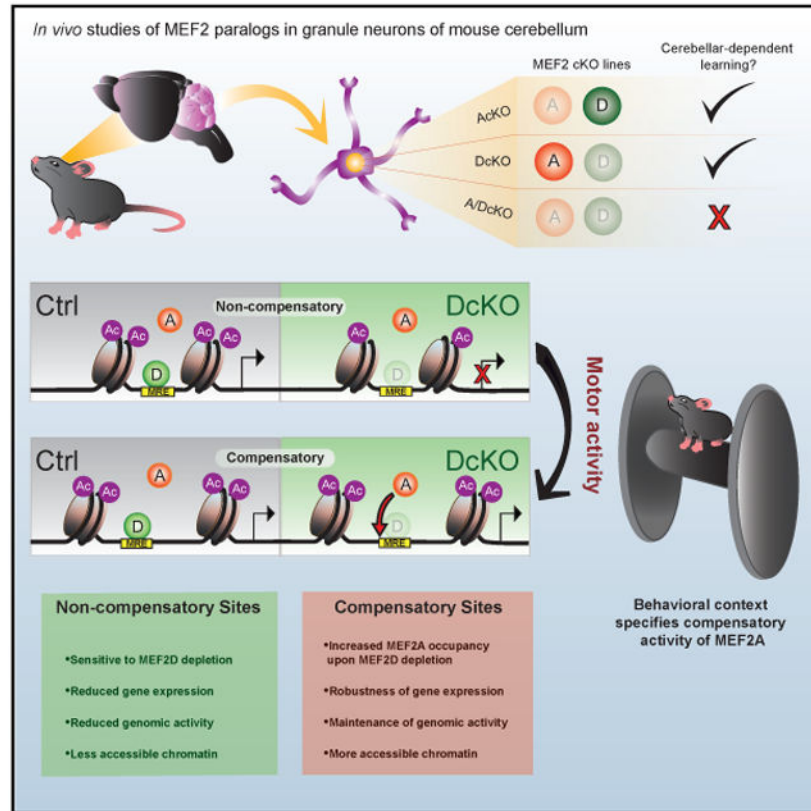 In vivo studies of MEF2 paralogs in granule neurons of mouse cerebellum
MEF2 cKO lines
Cerebellar-dependent
learning?
AcKO
A D
DcKO
A D
A/DcKO
A D
X
Ctrl
Non-compensatory
DcKO
Ac Ac A Ac A Ac
D
MRE
D
MRE
X
Motor activity
Ctrl
Compensatory
DcKO
Ac Ac A Ac Ac Ac Ac A Ac Ac
D
MRE
D
MRE
Non-compensatory Sites
•Sensitive to MEF2D depletion
•Reduced gene expression
•Reduced genomic activity
•Less accessible chromatin
Compensatory Sites
•Increased MEF2A occupancy
upon MEF2D depletion
•Robustness of gene expression
•Maintenance of genomic activity
•More accessible chromatin
Behavioral context
specifies compensatory
activity of MEF2A